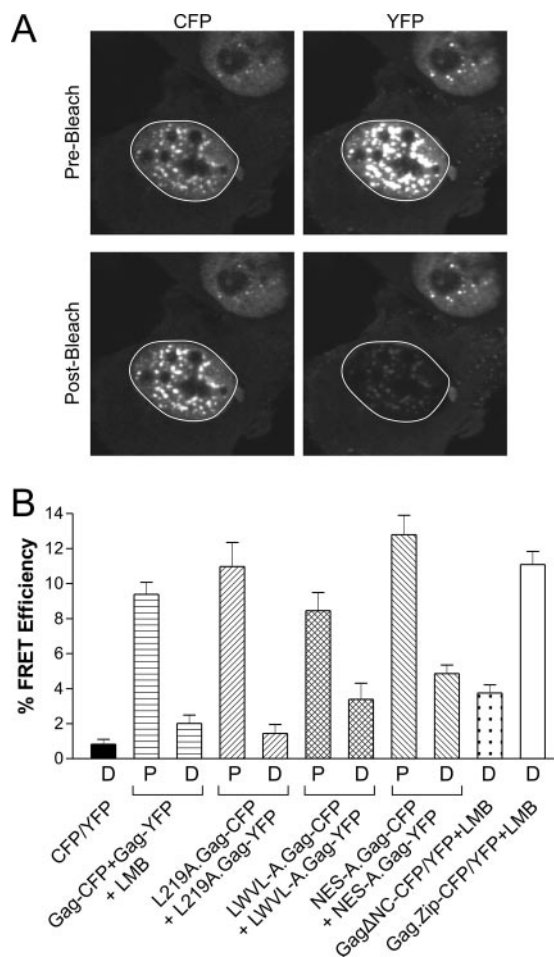 A
CFP YFP
Pre-Bleach
Post-Bleach
B
% FRET Efficiency
14
12
10
8
6
4
2
0
D P D P D P D P D D D
CFP/YFP
Gag-CFP+Gag-YFP
+ LMB
L219A.Gag-CFP
+ L219A.Gag-YFP
LWVL-A. Gag-CFP
+ LWVL-A.Gag-YFP
NES-A.Gag-CFP
+ NES-A.Gag-YFP
GagΔNC-CFP/YFP+LMB
Gag.Zip-CFP/YFP+LMB